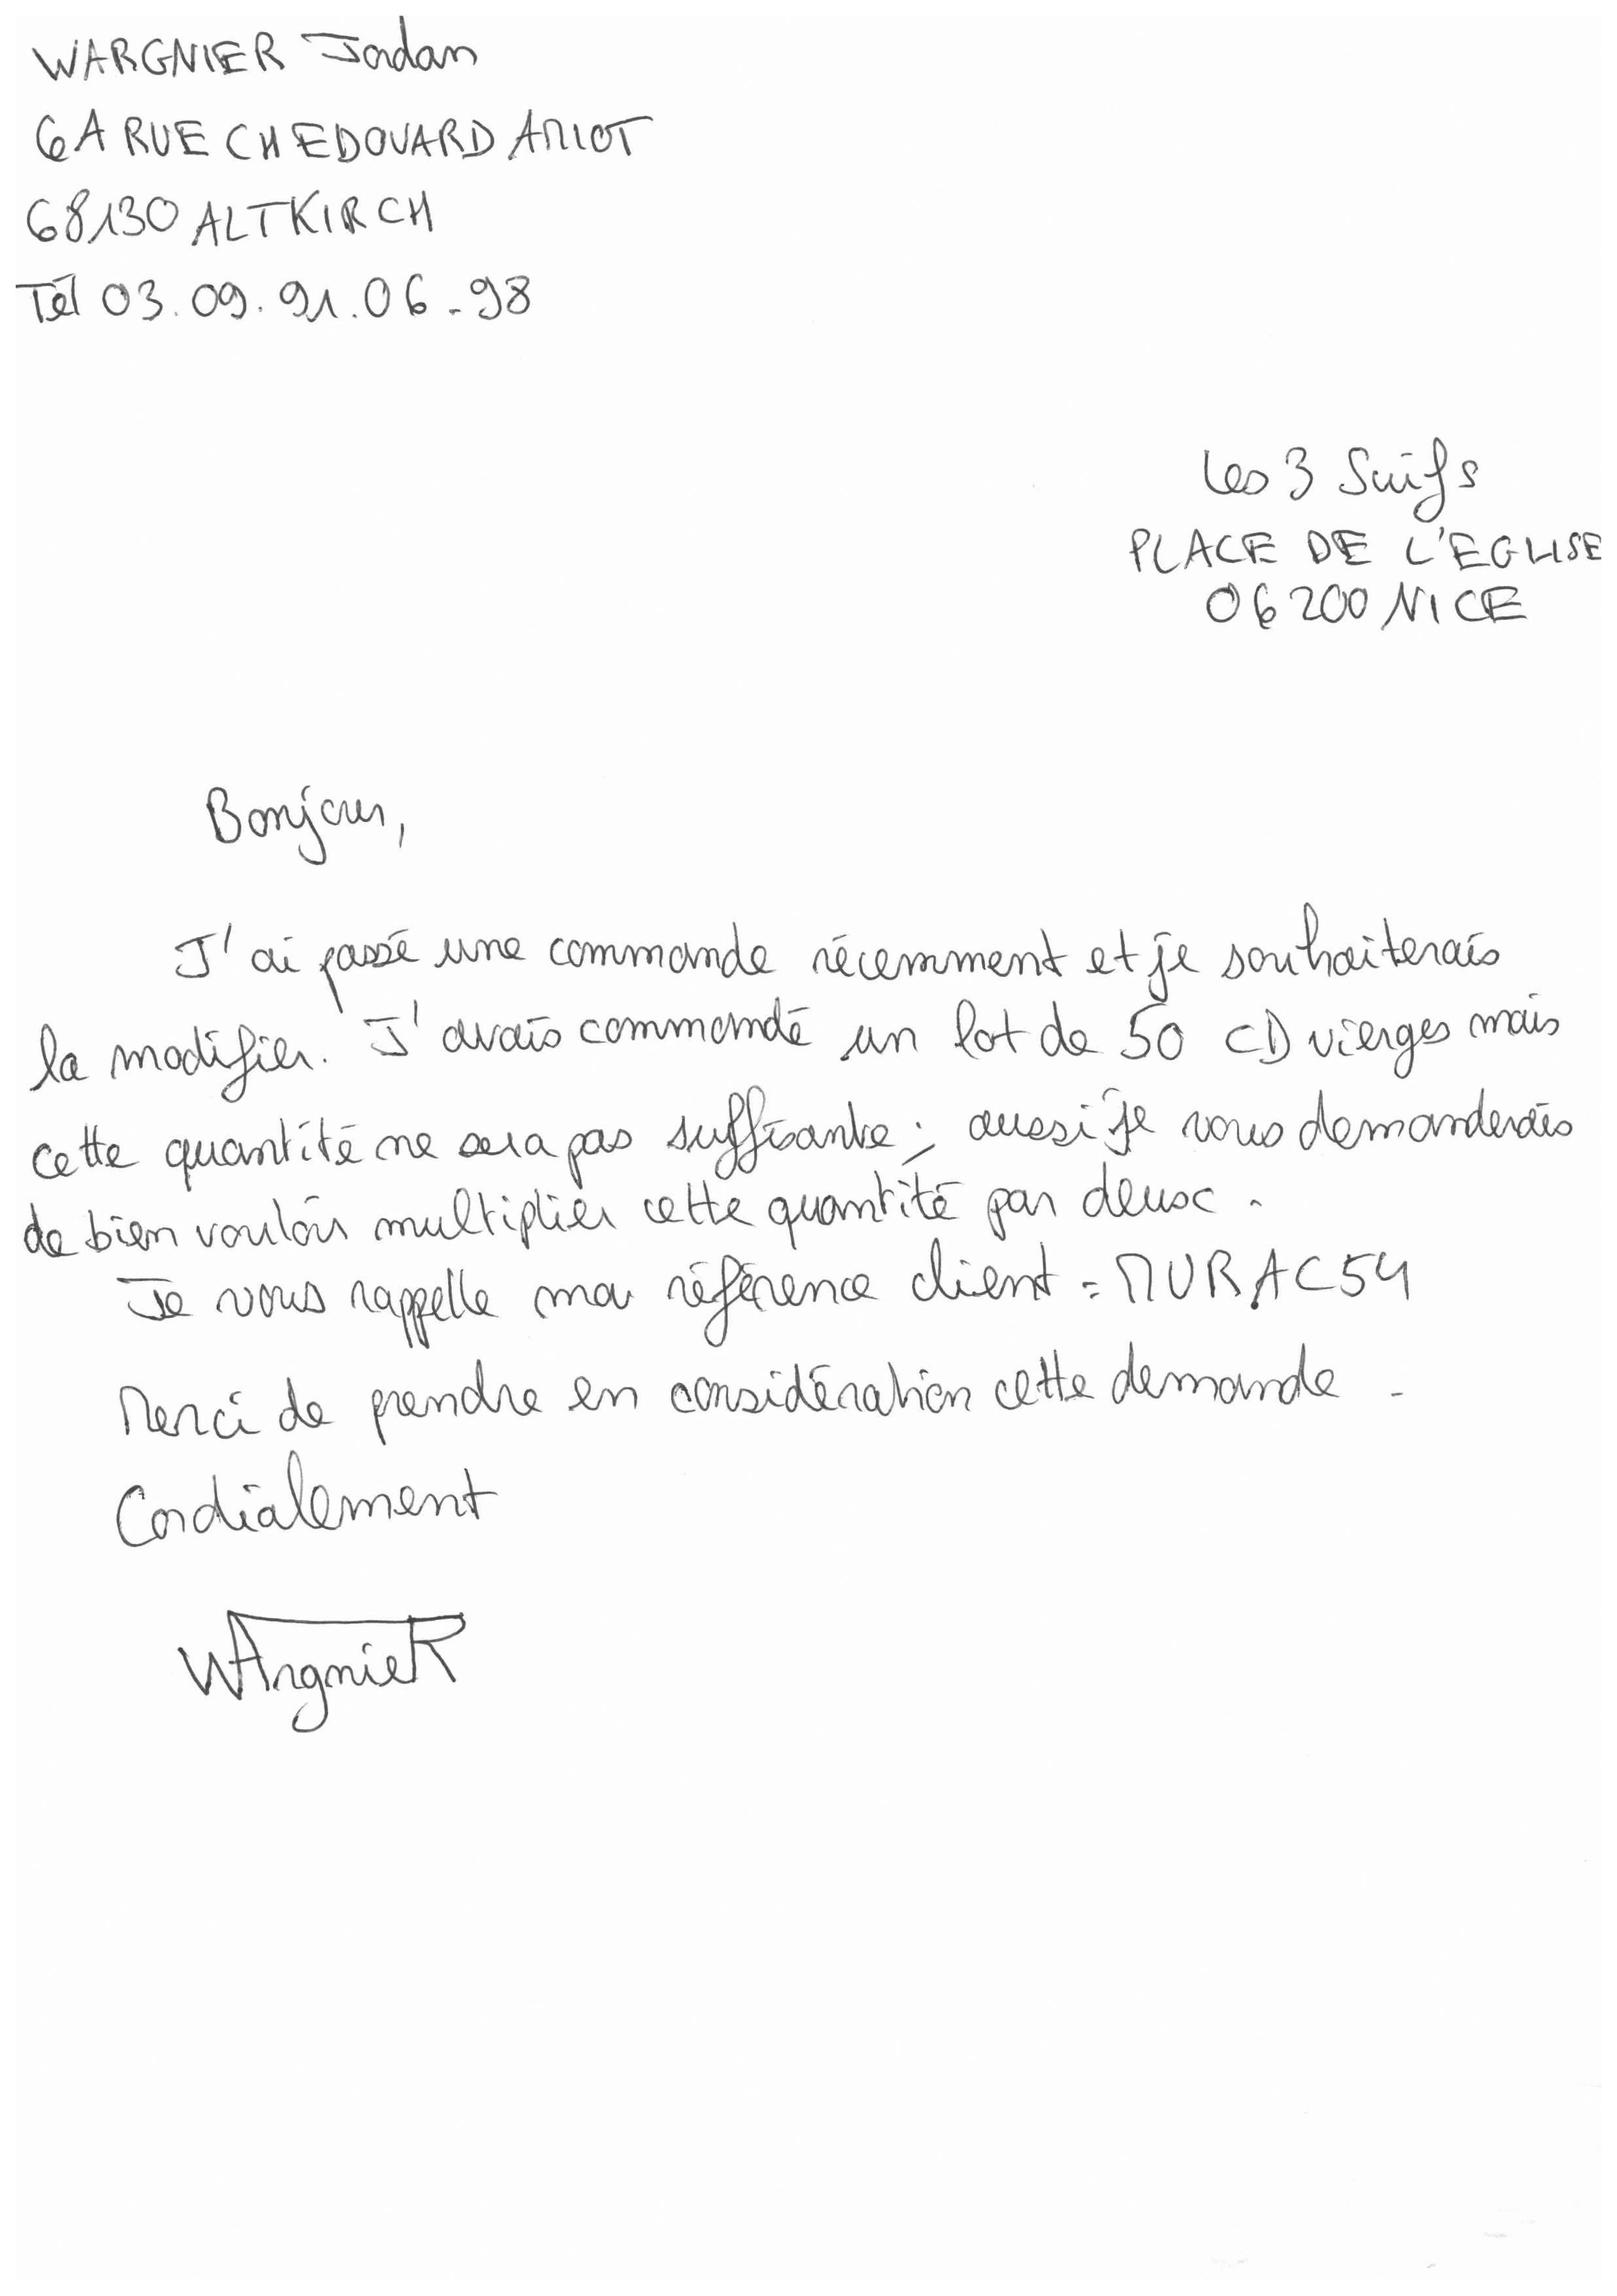 WARGNIER Jordan
6A RUE CH EDOUARD AMIOT
68130 ALTKIRCH
Tél 03.09.91.06.98
Les 3 Suifs
PLACE DE L'EGLISE
06200 NICE
Bonjour,
J'ai passé une commande récemment et je souhaiterais
la modifier. J'avais commandé un lot de 50 CD vierges mais
cette quantité ne sera pas suffisante ; aussi je vous demanderais
de bien vouloir multiplier cette quantité par deux.
Je vous rappelle ma référence client : MURAC54
Merci de prendre en considération cette demande.
Cordialement
WArgnieR